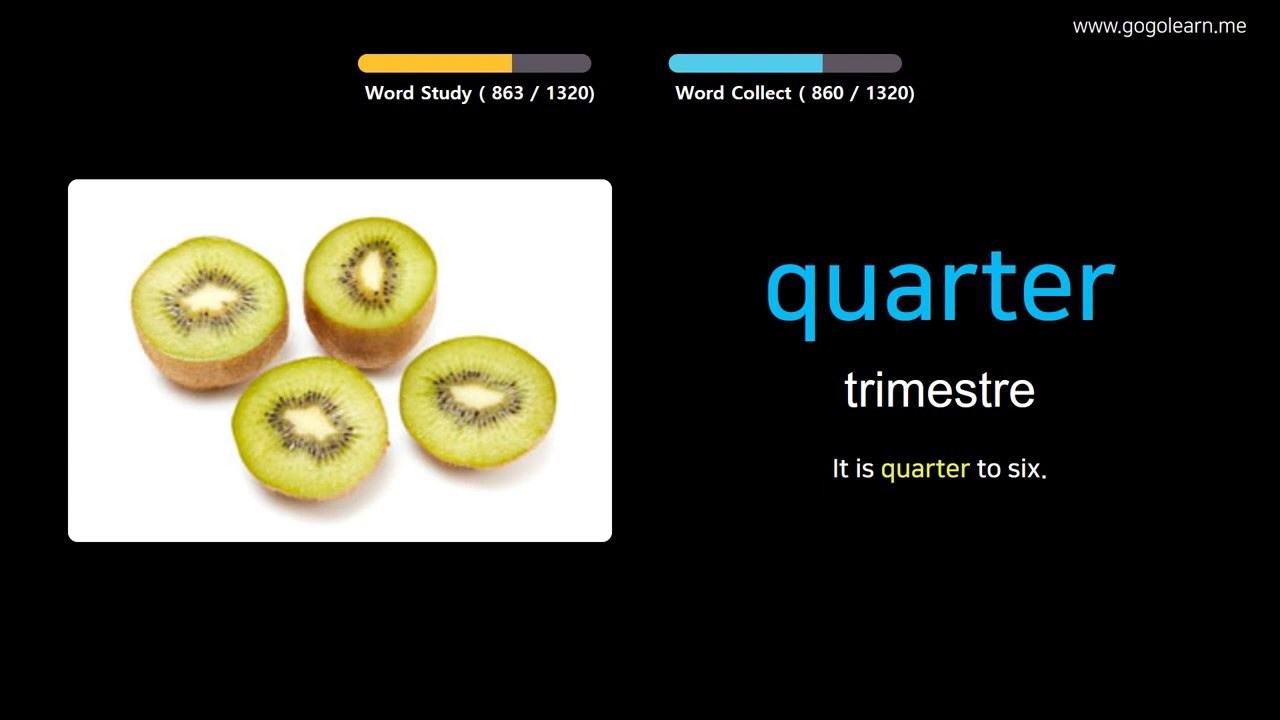 www.gogolearn.me
Word Study ( 863 / 1320)
Word Collect ( 860 / 1320)
quarter
trimestre
It is quarter to six.